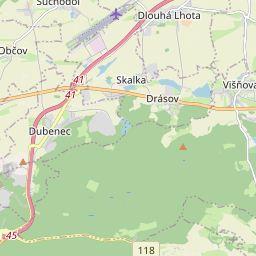 Suchodol
Dlouhá Lhota
Občov
41
Skalka
Višňová
41
Drásov
Dubenec
45
118